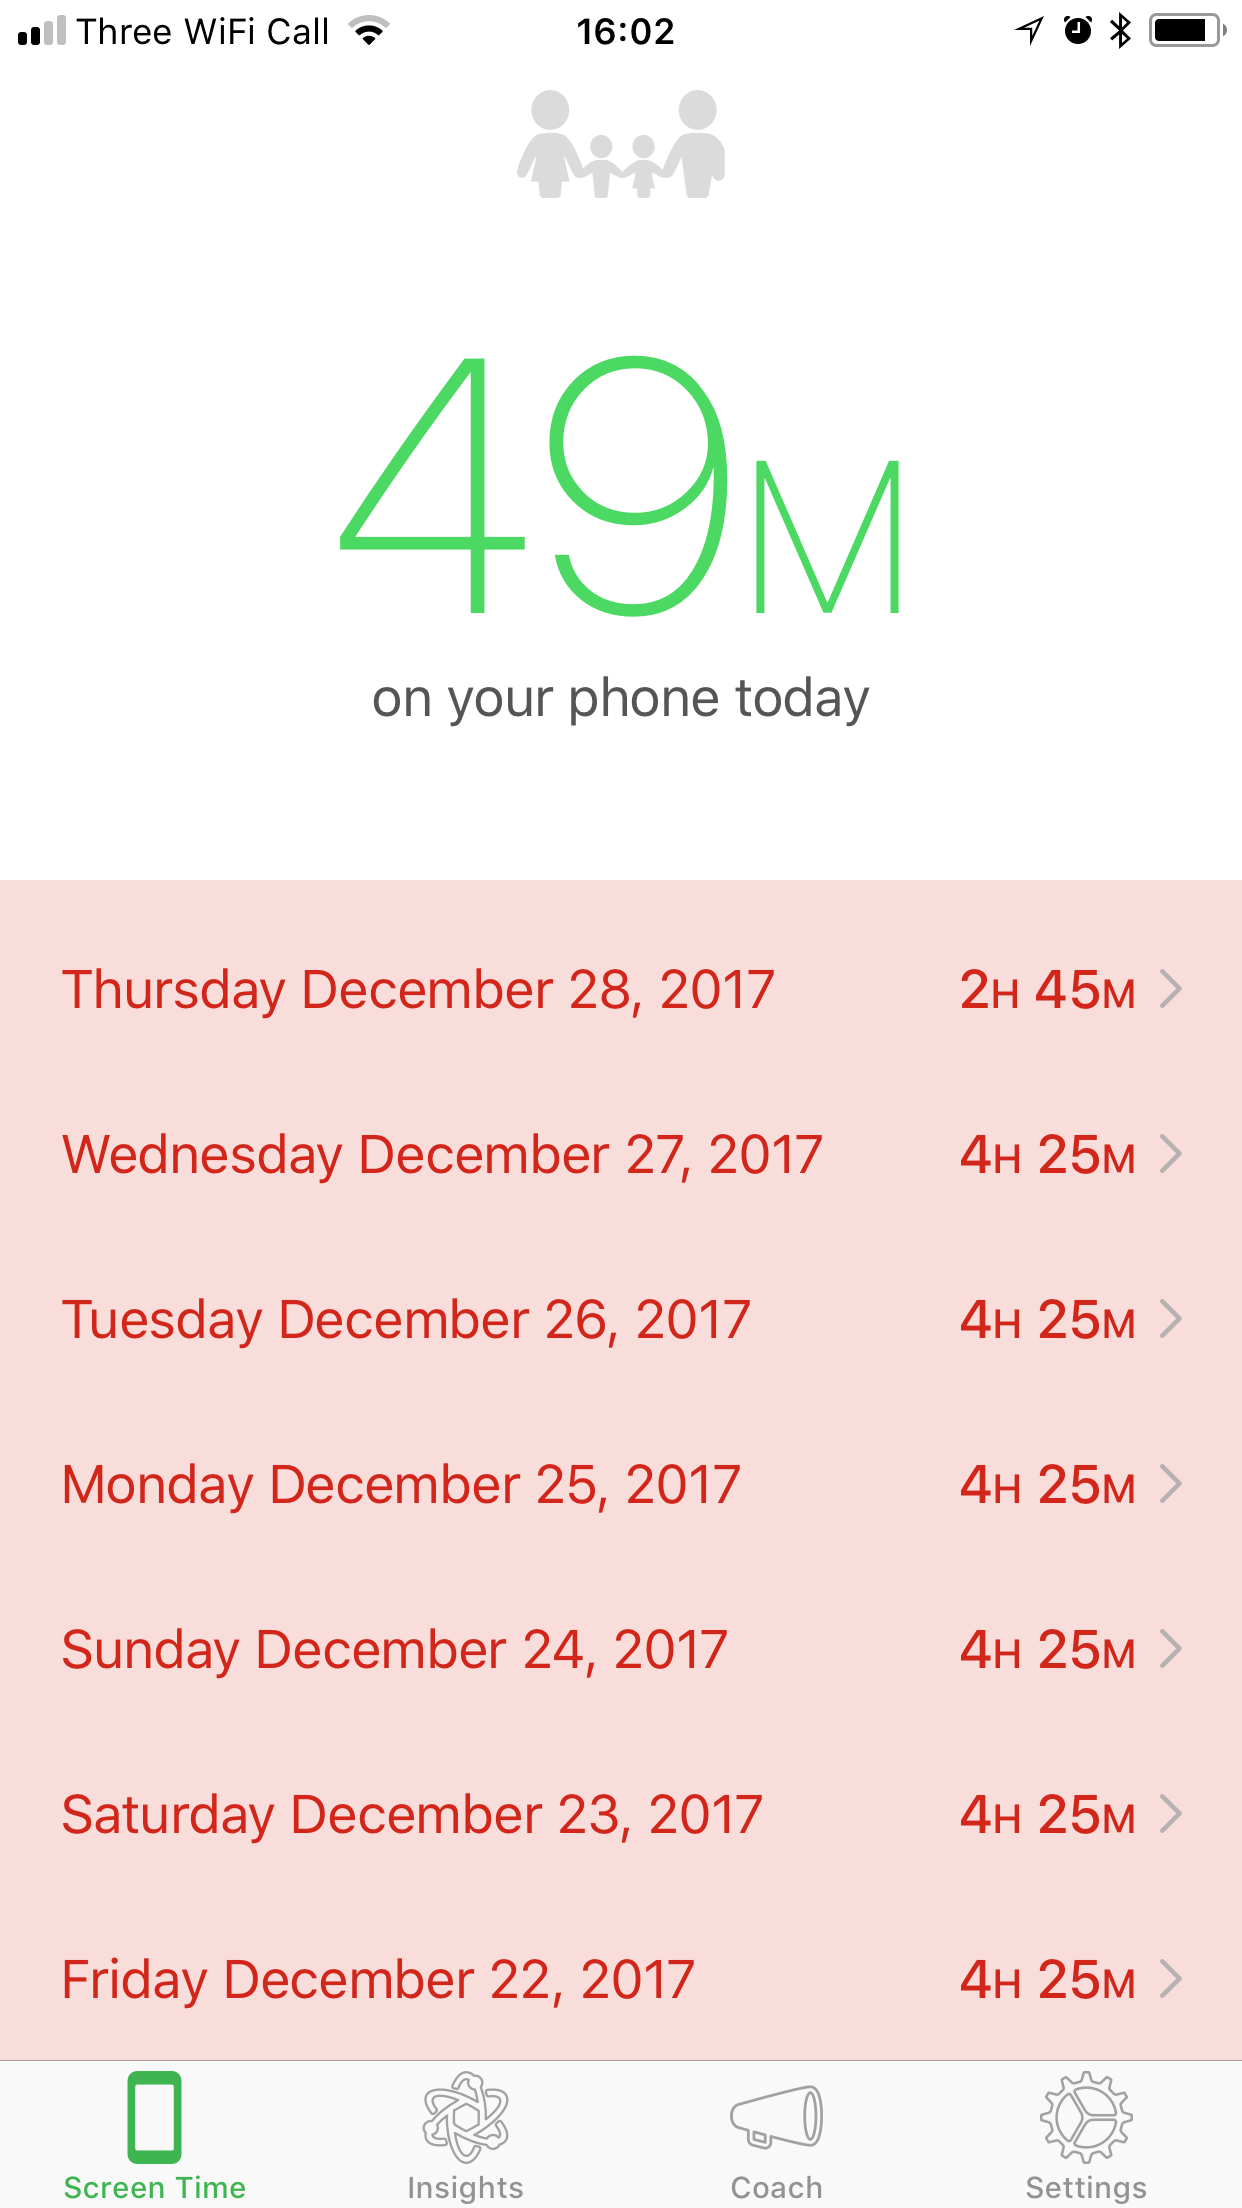 Three WiFi Call 16:02
49M
on your phone today
Thursday December 28, 2017 2H 45M
Wednesday December 27, 2017 4H 25M
Tuesday December 26, 2017 4H 25M
Monday December 25, 2017 4H 25M
Sunday December 24, 2017 4H 25M
Saturday December 23, 2017 4H 25M
Friday December 22, 2017 4H 25M
Screen Time Insights Coach Settings